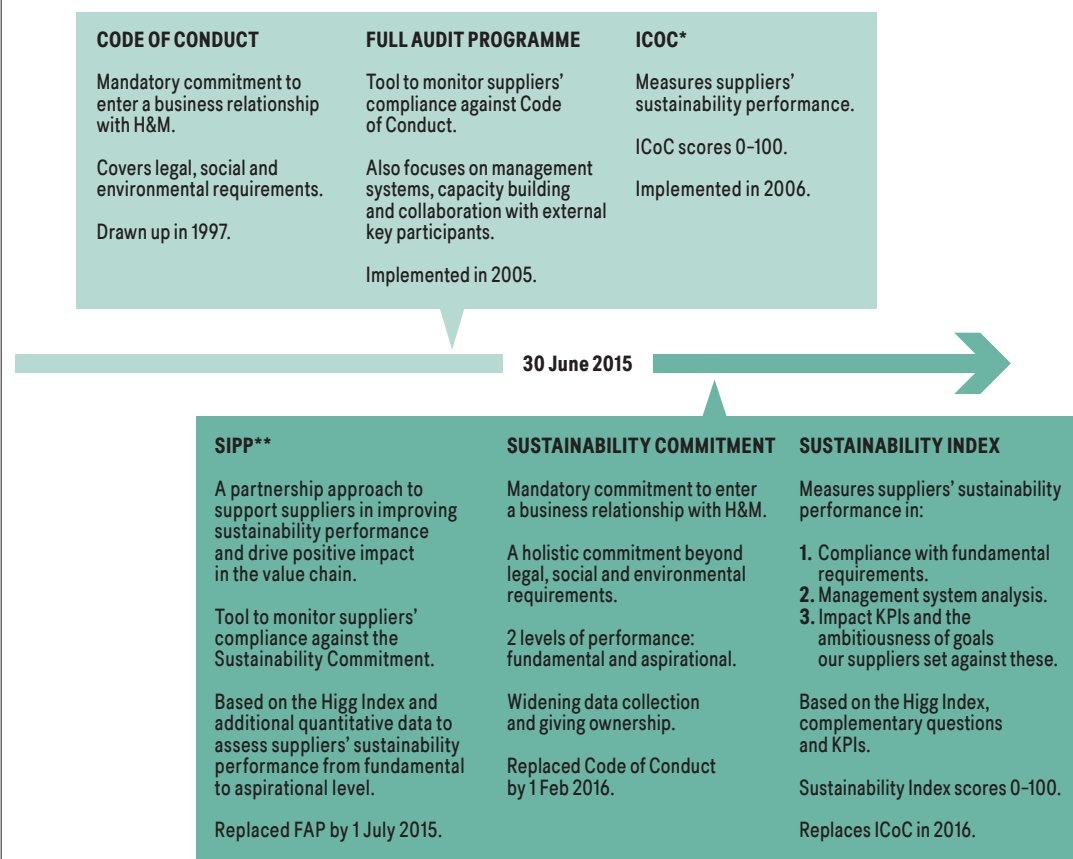 CODE OF CONDUCT
Mandatory commitment to
enter a business relationship
with H&M.
Covers legal, social and
environmental requirements.
Drawn up in 1997.
FULL AUDIT PROGRAMME
Tool to monitor suppliers'
compliance against Code
of Conduct.
Also focuses on management
systems, capacity building
and collaboration with external
key participants.
Implemented in 2005.
ICOC*
Measures suppliers'
sustainability performance.
ICoC scores 0–100.
Implemented in 2006.
30 June 2015
SIPP**
A partnership approach to
support suppliers in improving
sustainability performance
and drive positive impact
in the value chain.
Tool to monitor suppliers'
compliance against the
Sustainability Commitment.
Based on the Higg Index and
additional quantitative data to
assess suppliers' sustainability
performance from fundamental
to aspirational level.
Replaced FAP by 1 July 2015.
SUSTAINABILITY COMMITMENT
Mandatory commitment to enter
a business relationship with H&M.
A holistic commitment beyond
legal, social and environmental
requirements.
2 levels of performance:
fundamental and aspirational.
Widening data collection
and giving ownership.
Replaced Code of Conduct
by 1 Feb 2016.
SUSTAINABILITY INDEX
Measures suppliers' sustainability
performance in:
1. Compliance with fundamental
requirements.
2. Management system analysis.
3. Impact KPIs and the
ambitiousness of goals
our suppliers set against these.
Based on the Higg Index,
complementary questions
and KPIs.
Sustainability Index scores 0–100.
Replaces ICoC in 2016.